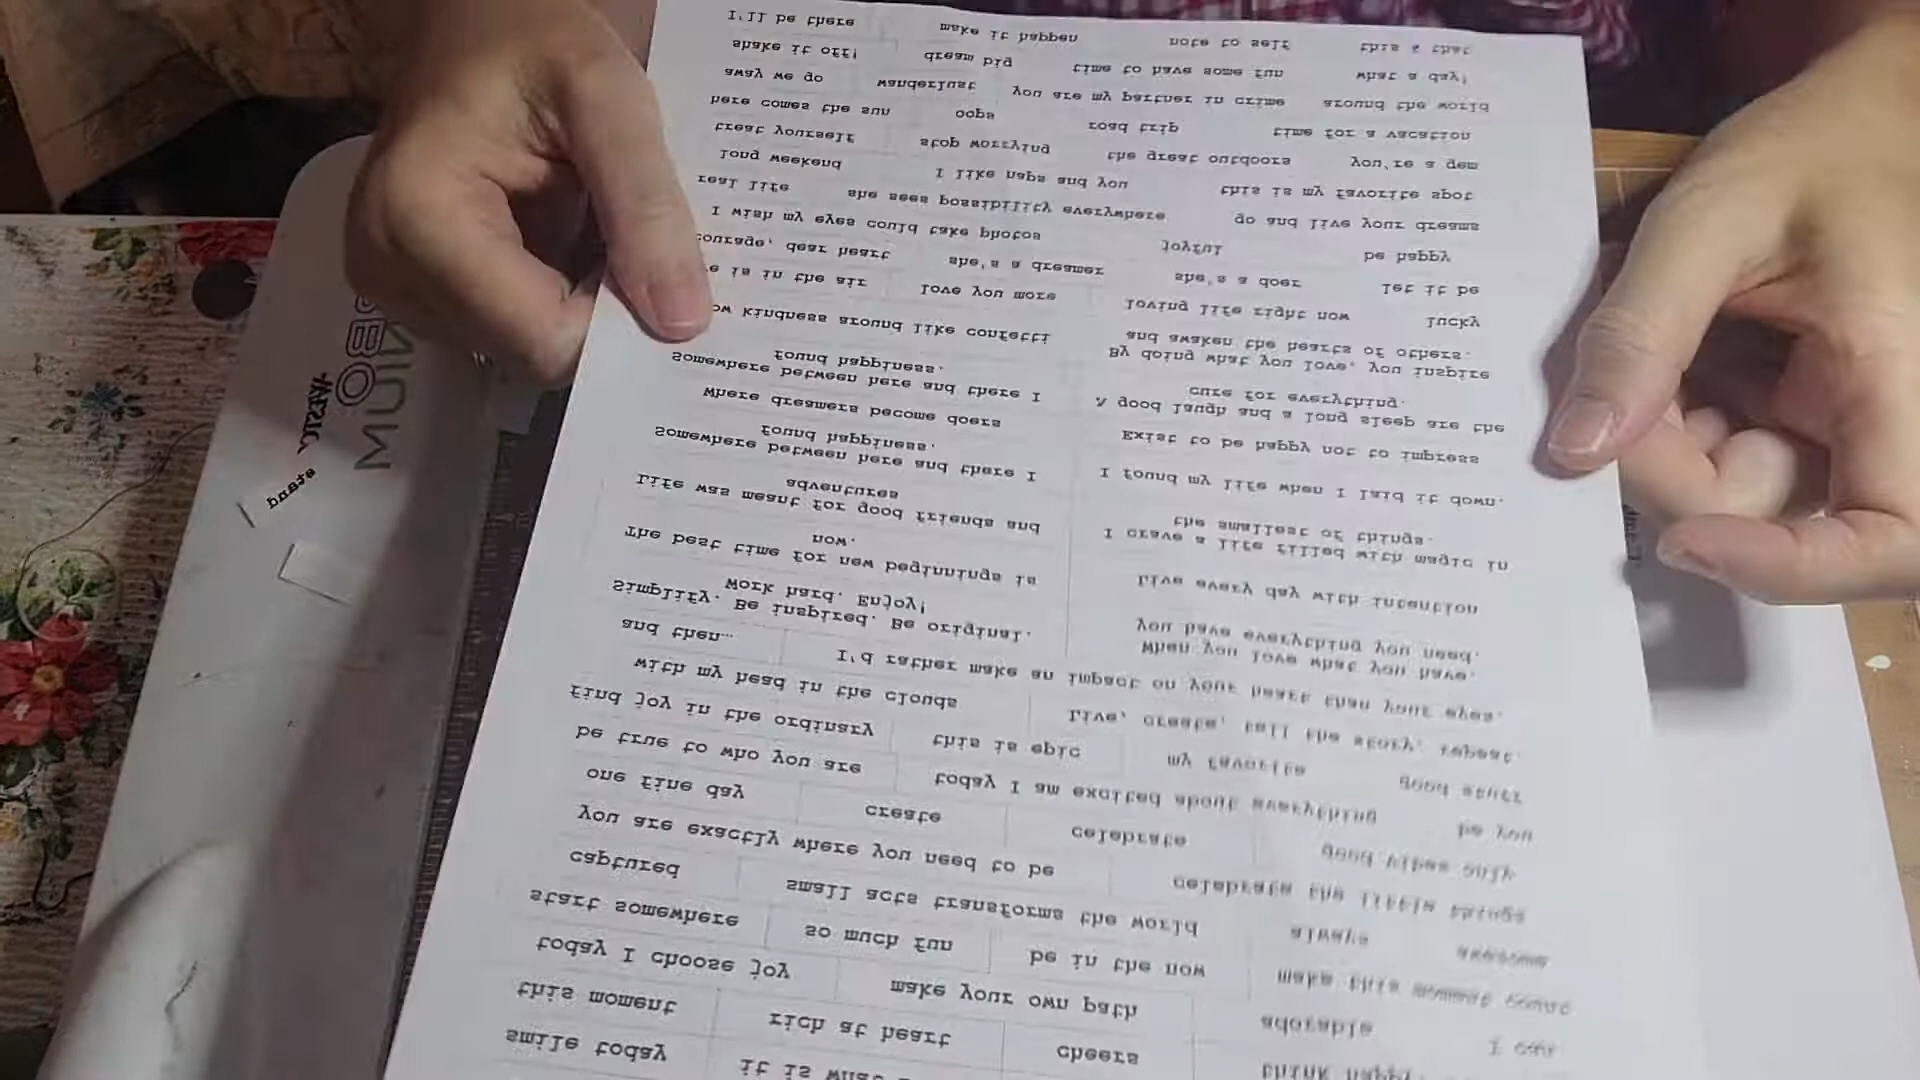 smile today it is what
this moment rich at heart cheers think happy
today I choose joy make your own path adorable I can
start somewhere so much fun be in the now make this moment count
captured small acts transforms the world always awesome
you are exactly where you need to be celebrate the little things
one fine day create celebrate good vibes only
be true to who you are today I am excited about everything be you
find joy in the ordinary this is epic my favorite good stuff
with my head in the clouds Live, create, tell the story, repeat.
and then… I'd rather make an impact on your heart than your eyes.
Simplify. Be inspired. Be original.
Work hard. Enjoy!
When you love what you have,
you have everything you need.
The best time for new beginnings is
now.
Live every day with intention
Life was meant for good friends and
adventures
I crave a life filled with magic in
the smallest of things.
Somewhere between here and there I
found happiness.
I found my life when I laid it down.
Where dreamers become doers
Exist to be happy not to impress
Somewhere between here and there I
found happiness.
A good laugh and a long sleep are the
cure for everything.
kindness around like confetti
By doing what you love, you inspire
and awaken the hearts of others.
is in the air love you more loving life right now lucky
courage, dear heart she's a dreamer she's a doer let it be
I wish my eyes could take photos joyful be happy
real life she sees possibility everywhere go and live your dreams
long weekend I like naps and you this is my favorite spot
treat yourself stop worrying the great outdoors you're a gem
here comes the sun oops road trip time for a vacation
away we go wanderlust you are my partner in crime around the world
shake it off! dream big time to have some fun what a day!
I'll be there make it happen note to self this & that